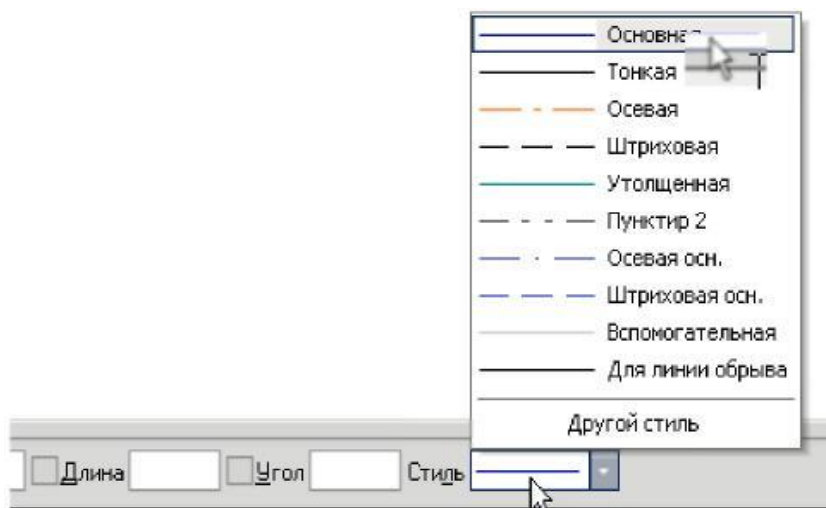 Основная
Тонкая
Осевая
Штриховая
Утолщенная
Пунктир 2
Осевая осн.
Штриховая осн.
Вспомогательная
Для линии обрыва
Другой стиль
Длина Угол Стиль